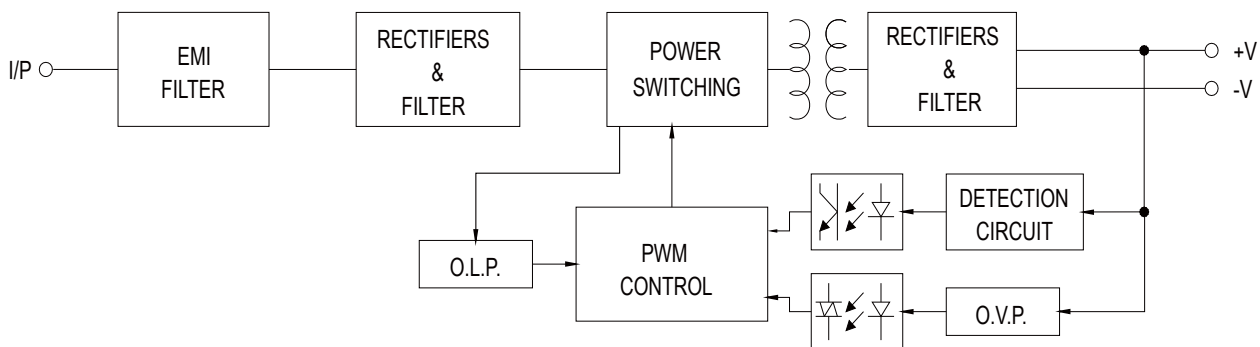 I/P
EMI
FILTER
RECTIFIERS
&
FILTER
POWER
SWITCHING
RECTIFIERS
&
FILTER
+V
-V
O.L.P.
PWM
CONTROL
DETECTION
CIRCUIT
O.V.P.